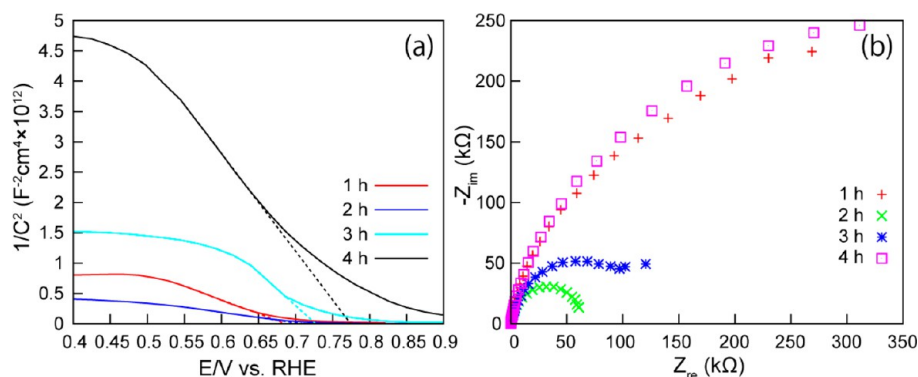 (a)
1/C² (F⁻²cm⁴×10¹²)
5
4.5
4
3.5
3
2.5
2
1.5
1
0.5
0
1 h
2 h
3 h
4 h
0.4 0.45 0.5 0.55 0.6 0.65 0.7 0.75 0.8 0.85 0.9
E/V vs. RHE
(b)
-Z_im (kΩ)
250
200
150
100
50
0
1 h
2 h
3 h
4 h
0 50 100 150 200 250 300 350
Z_re (kΩ)